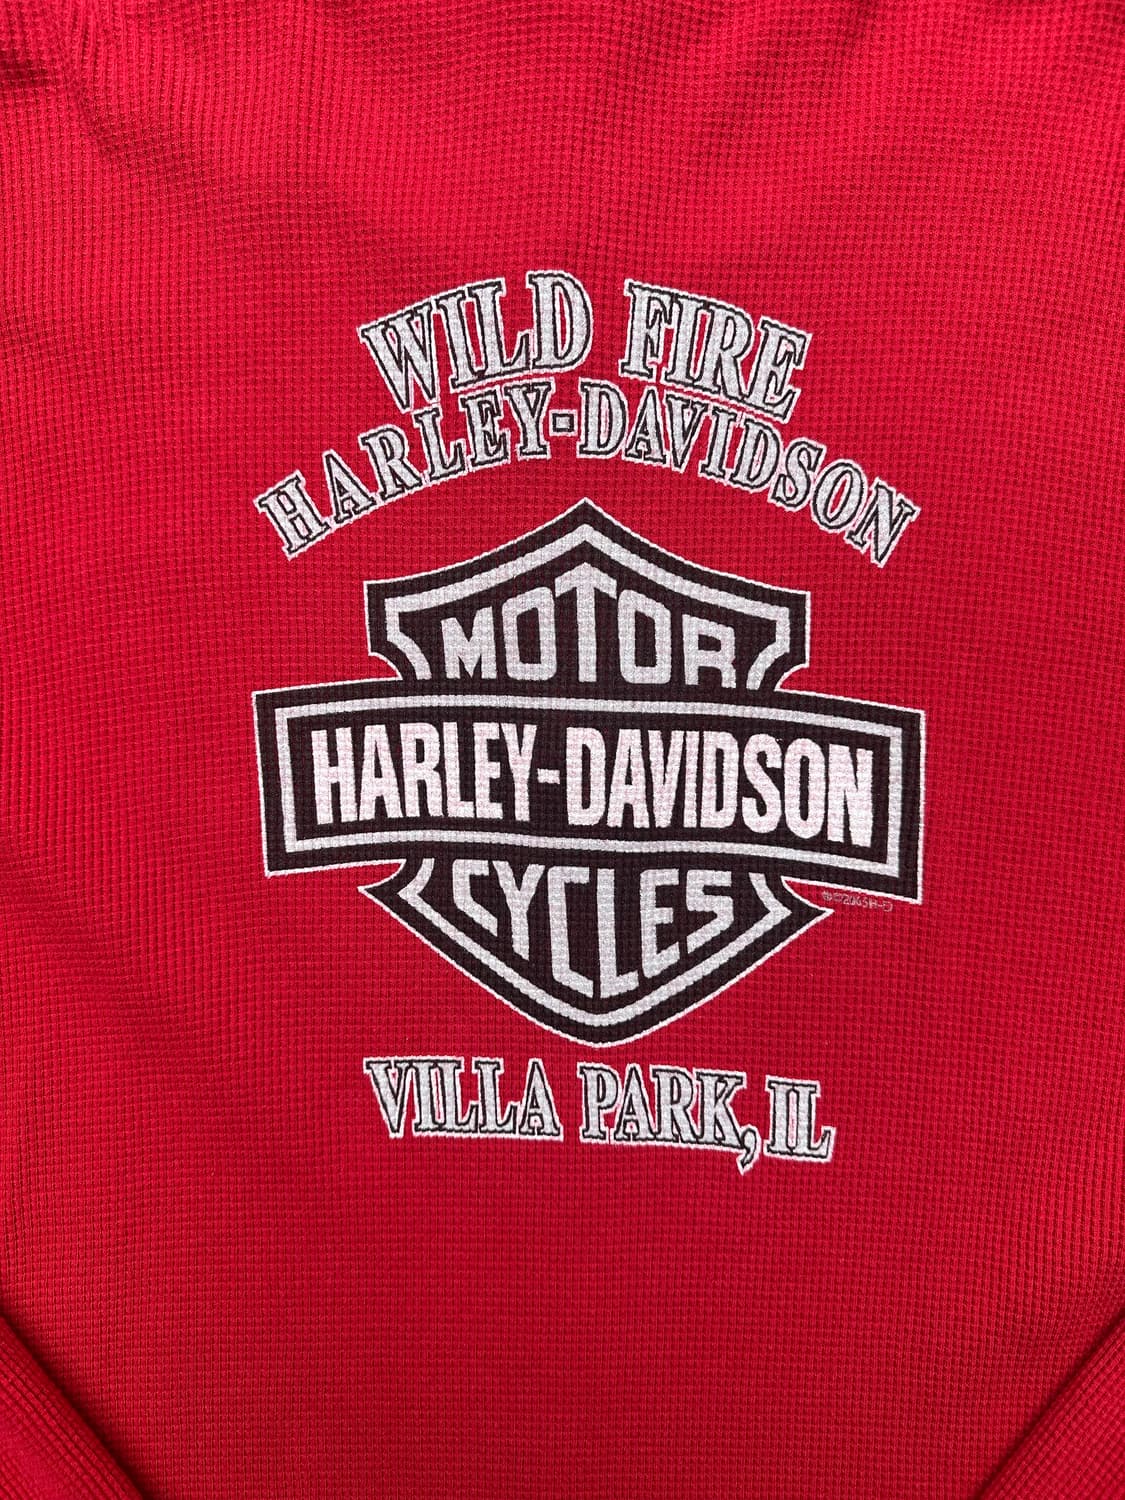 WILD FIRE
HARLEY-DAVIDSON
MOTOR
HARLEY-DAVIDSON
CYCLES
VILLA PARK, IL